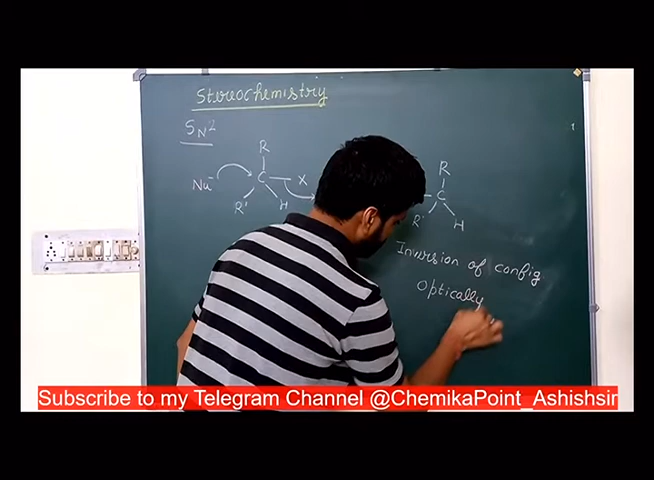 Stereochemistry
SN2
R
R
Nu-
C
X
C
R'
H
R'
H
Inversion of config
Optically
Subscribe to my Telegram Channel @ChemikaPoint_Ashishsir